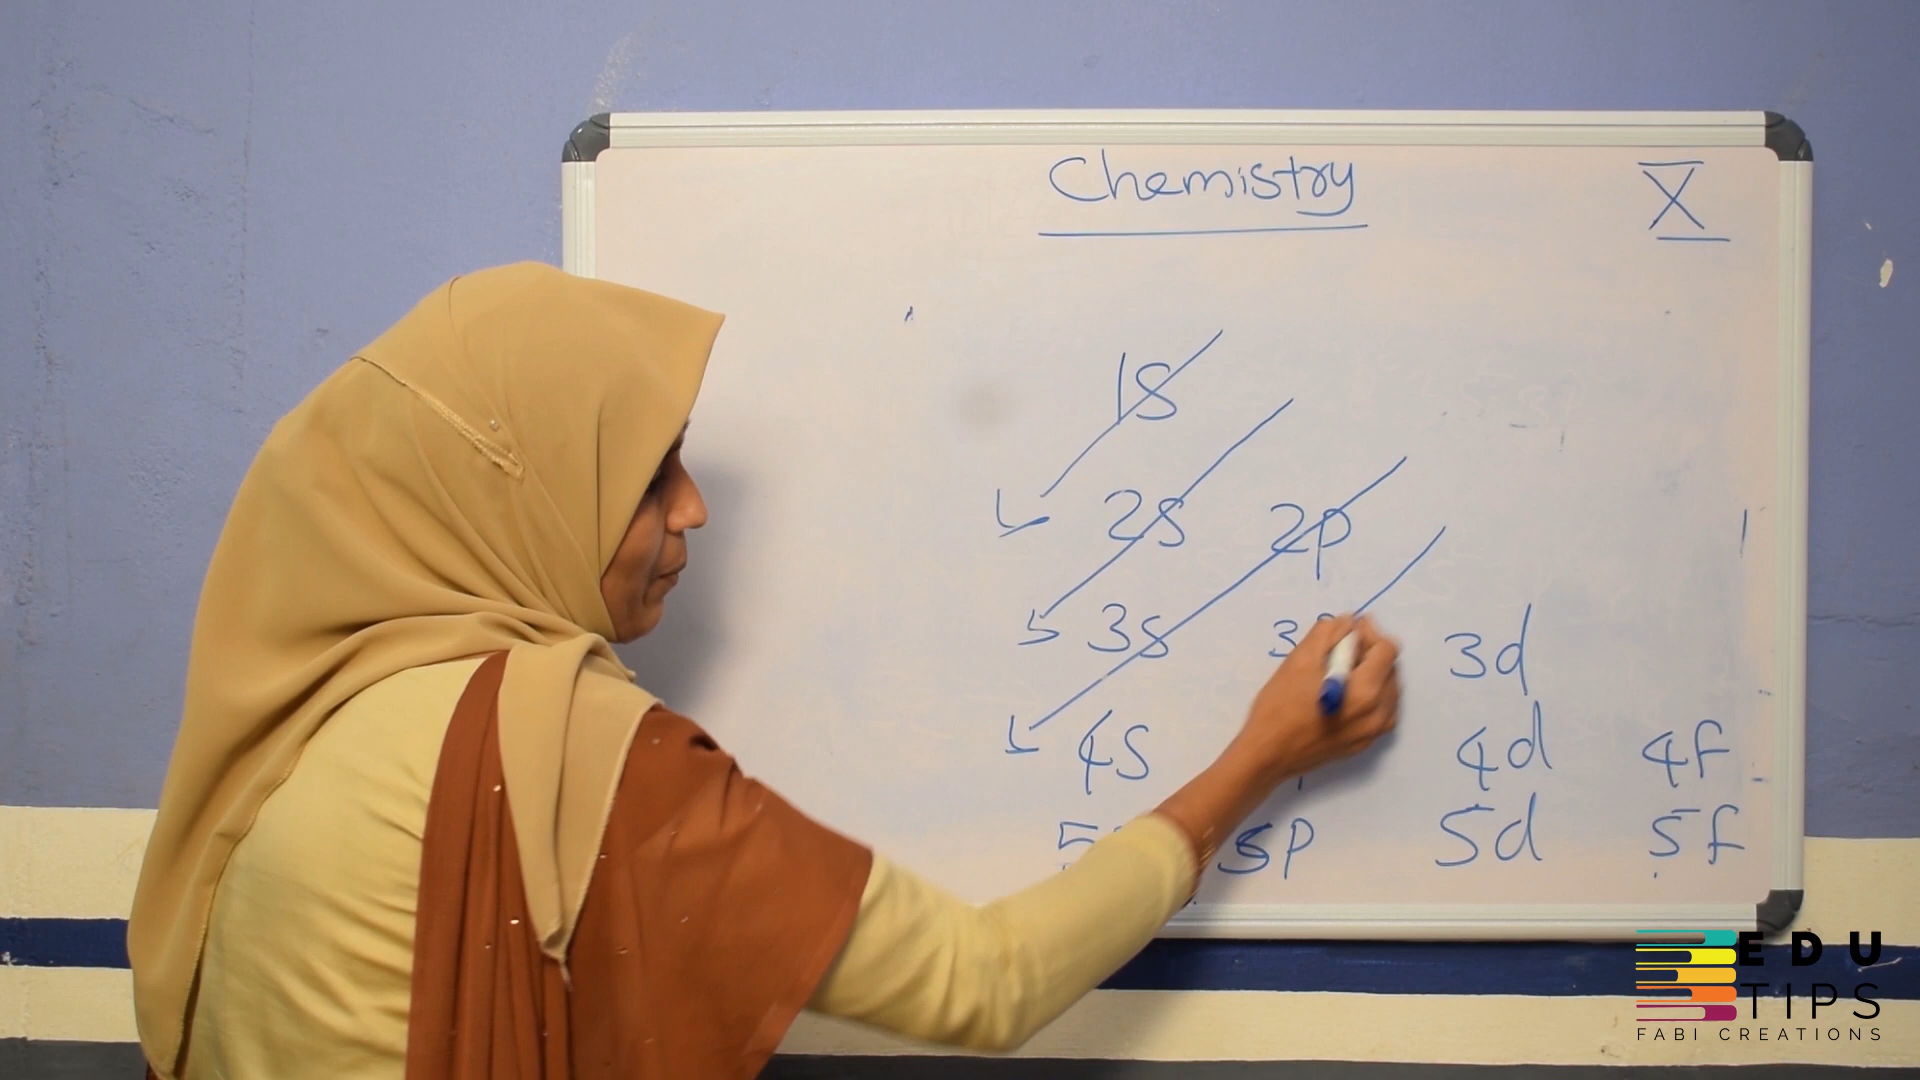 Chemistry X
1s
2s 2p
3s 3d
4s 4d 4f
5p 5d 5f
EDU
TIPS
FABI CREATIONS